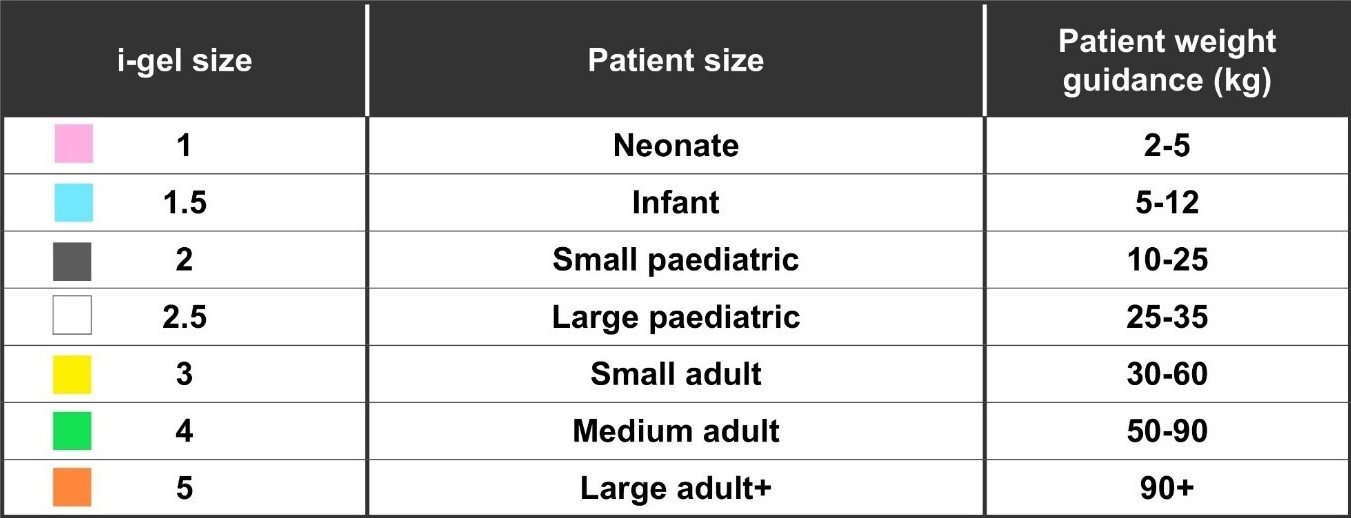 i-gel size Patient size Patient weight guidance (kg)
1 Neonate 2-5
1.5 Infant 5-12
2 Small paediatric 10-25
2.5 Large paediatric 25-35
3 Small adult 30-60
4 Medium adult 50-90
5 Large adult+ 90+